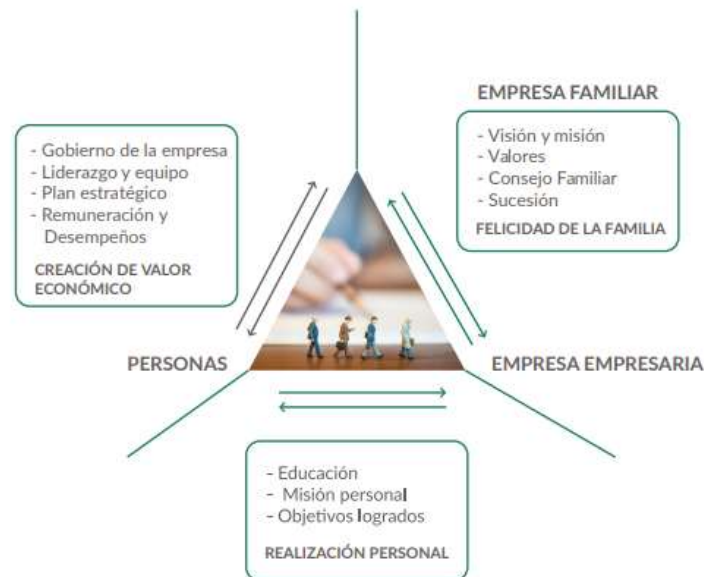 EMPRESA FAMILIAR
- Visión y misión
- Valores
- Consejo Familiar
- Sucesión
FELICIDAD DE LA FAMILIA
- Gobierno de la empresa
- Liderazgo y equipo
- Plan estratégico
- Remuneración y
Desempeños
CREACIÓN DE VALOR
ECONÓMICO
PERSONAS
EMPRESA EMPRESARIA
- Educación
- Misión personal
- Objetivos logrados
REALIZACIÓN PERSONAL